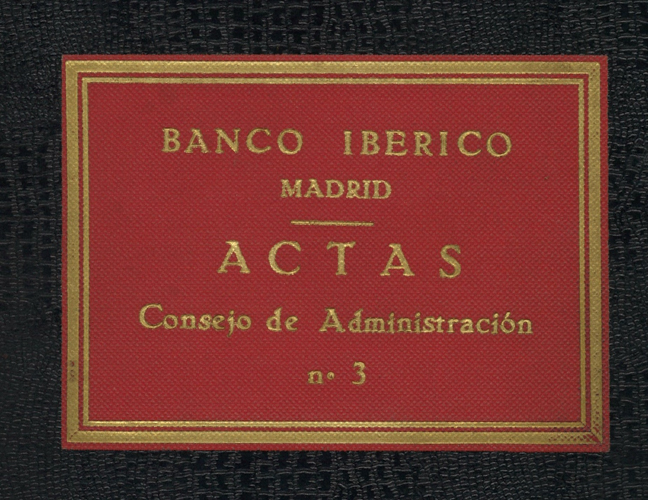 BANCO IBERICO
MADRID
ACTAS
Consejo de Administración
nº 3